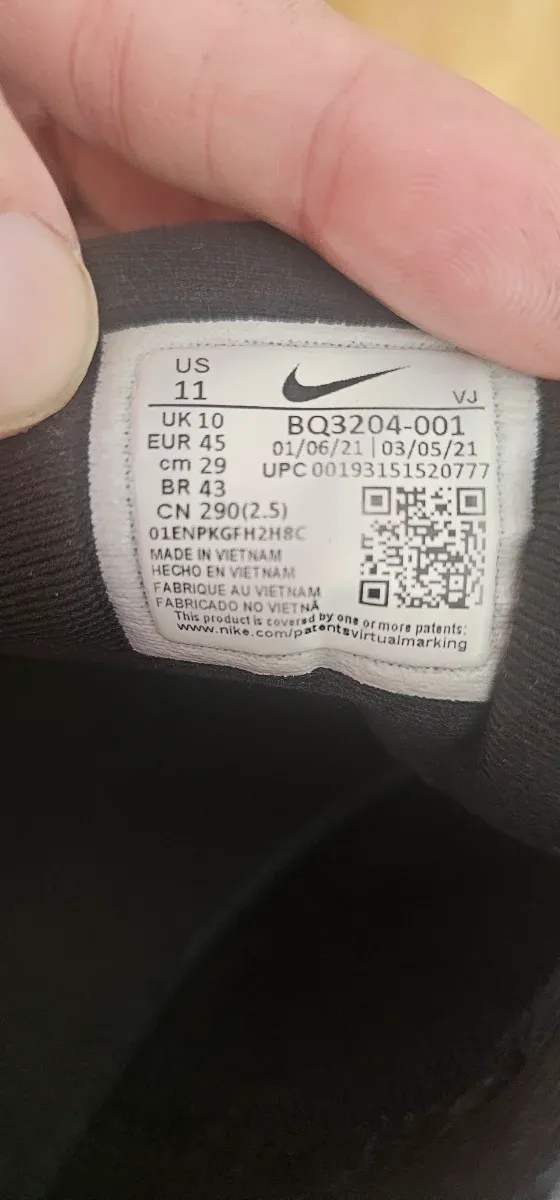 US
11
VJ
UK 10
BQ3204-001
EUR 45
01/06/21 | 03/05/21
cm 29
UPC 00193151520777
BR 43
CN 290(2.5)
01ENPKGFH2H8C
MADE IN VIETNAM
HECHO EN VIETNAM
FABRIQUE AU VIETNAM
FABRICADO NO VIETNÃ
This product is covered by one or more patents:
www.nike.com/patentsvirtualmarking